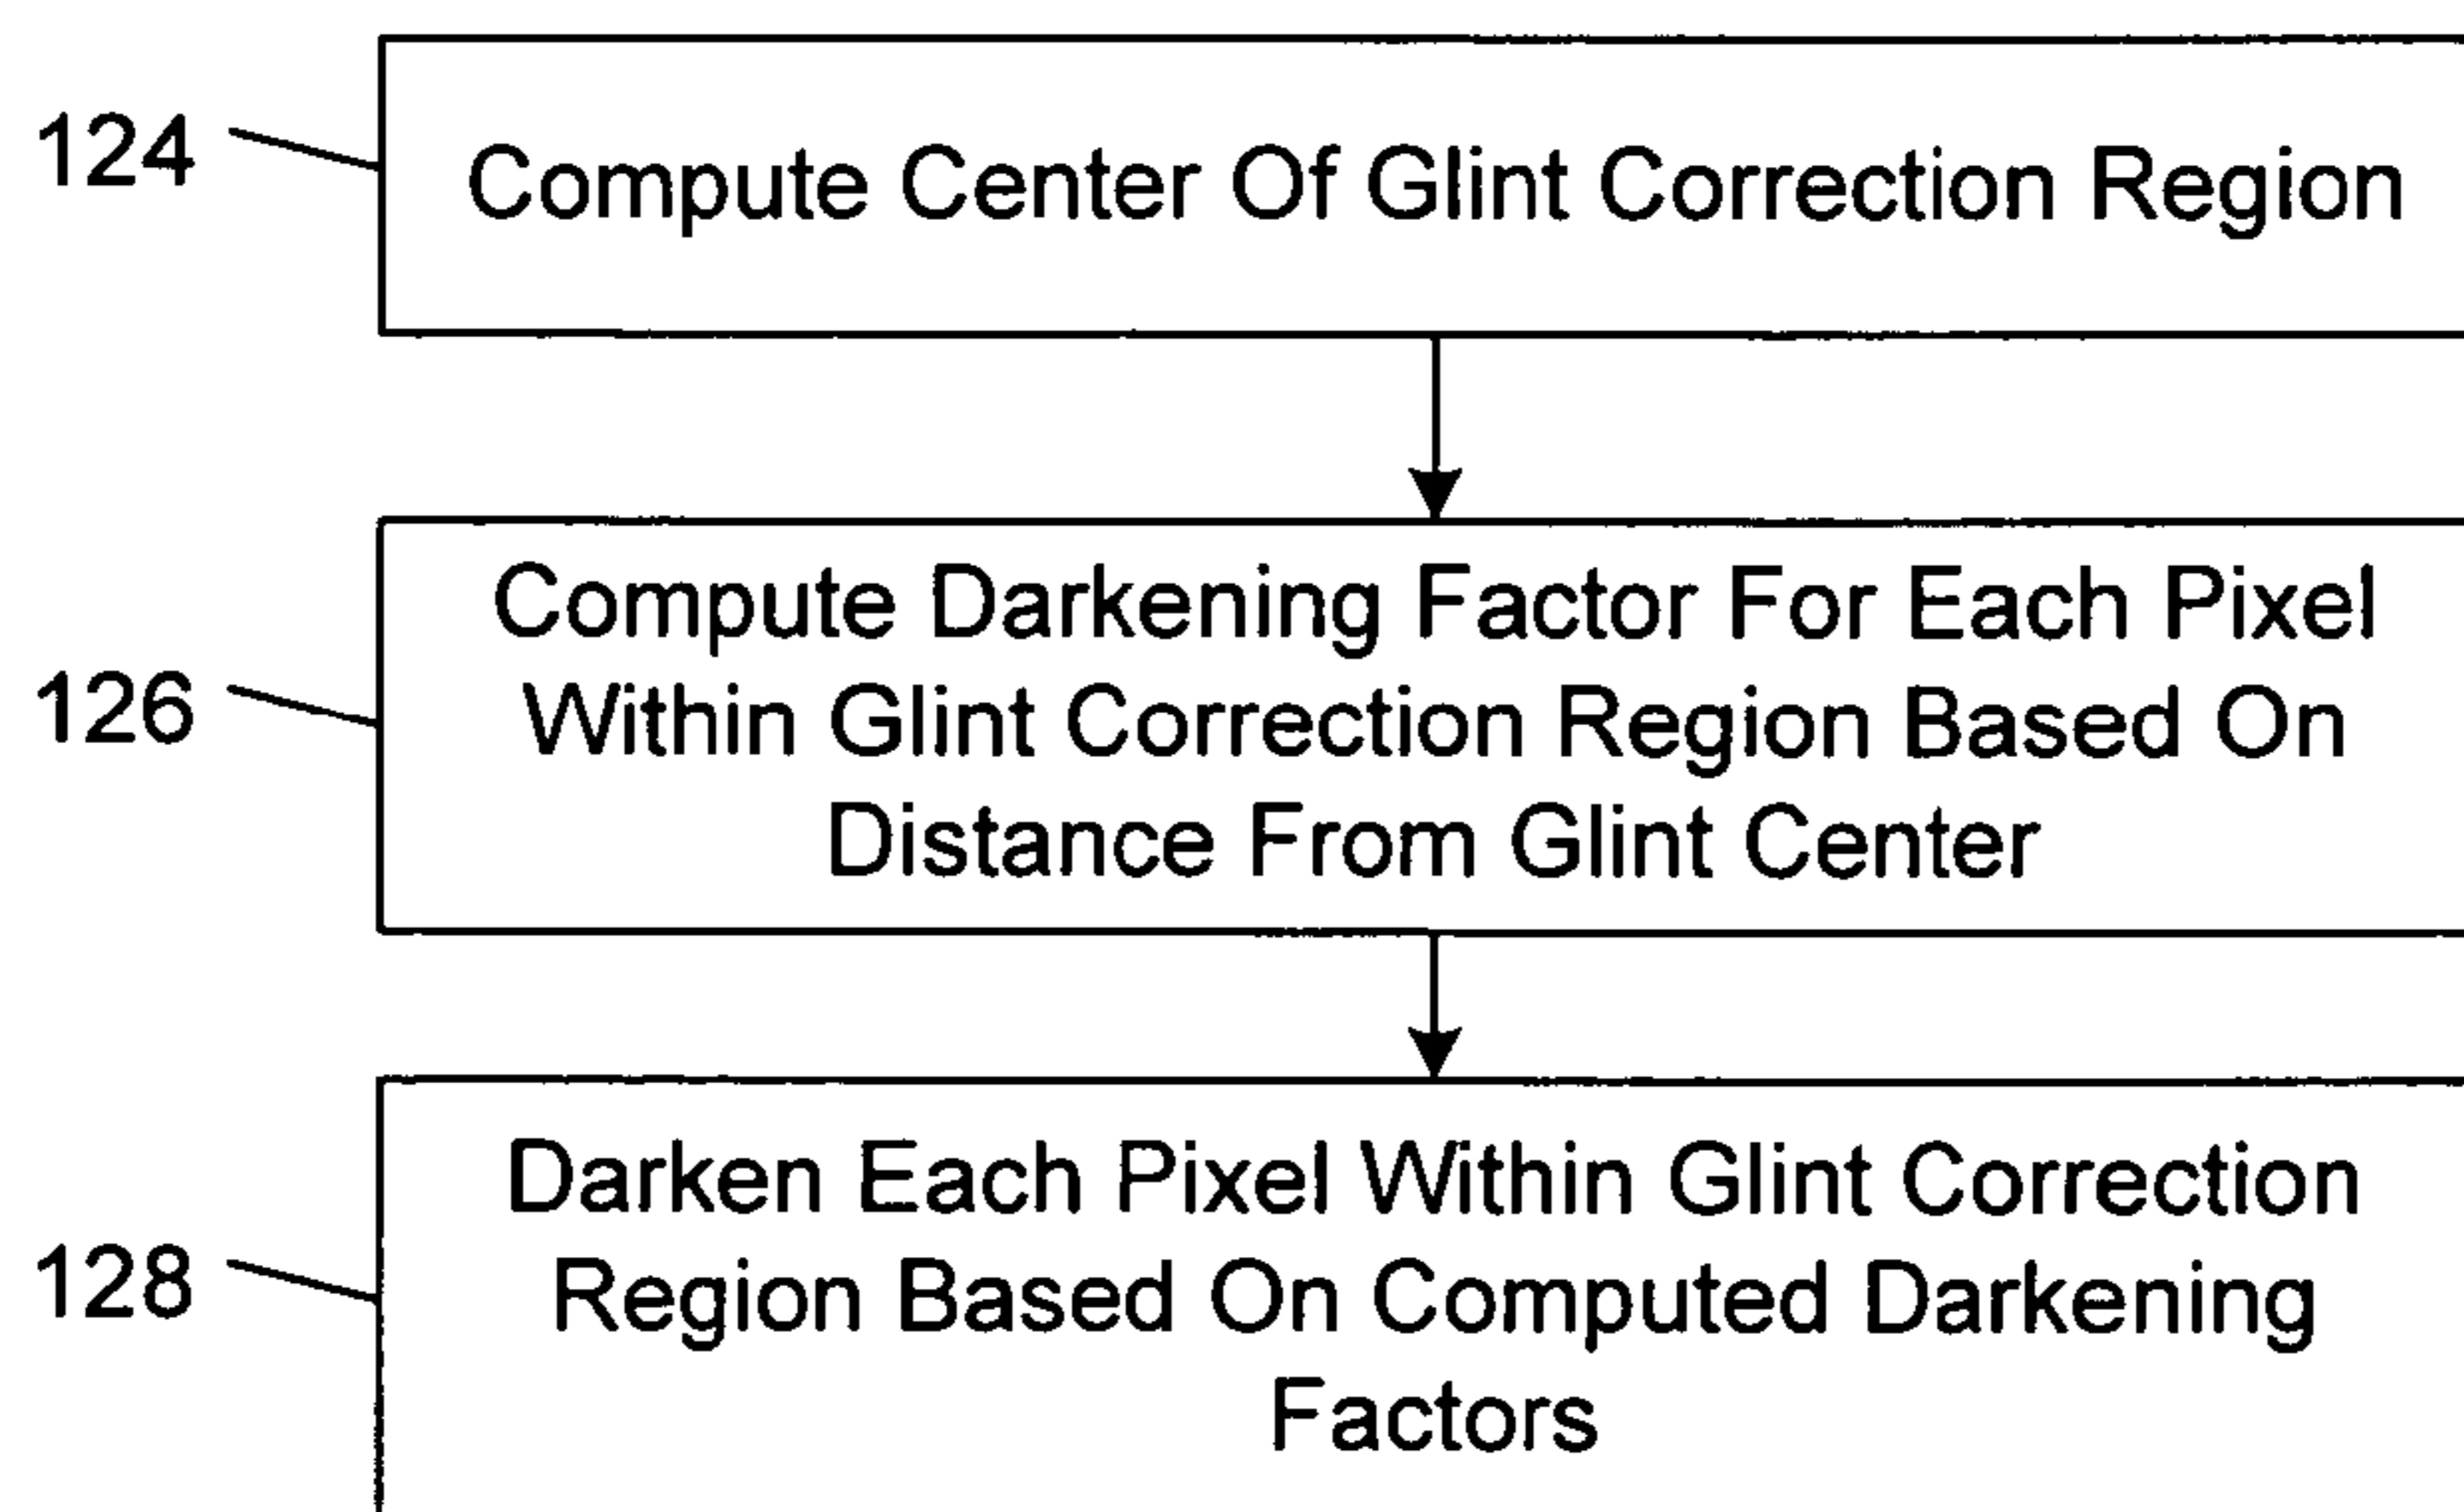 124
Compute Center Of Glint Correction Region
126
Compute Darkening Factor For Each Pixel
Within Glint Correction Region Based On
Distance From Glint Center
128
Darken Each Pixel Within Glint Correction
Region Based On Computed Darkening
Factors